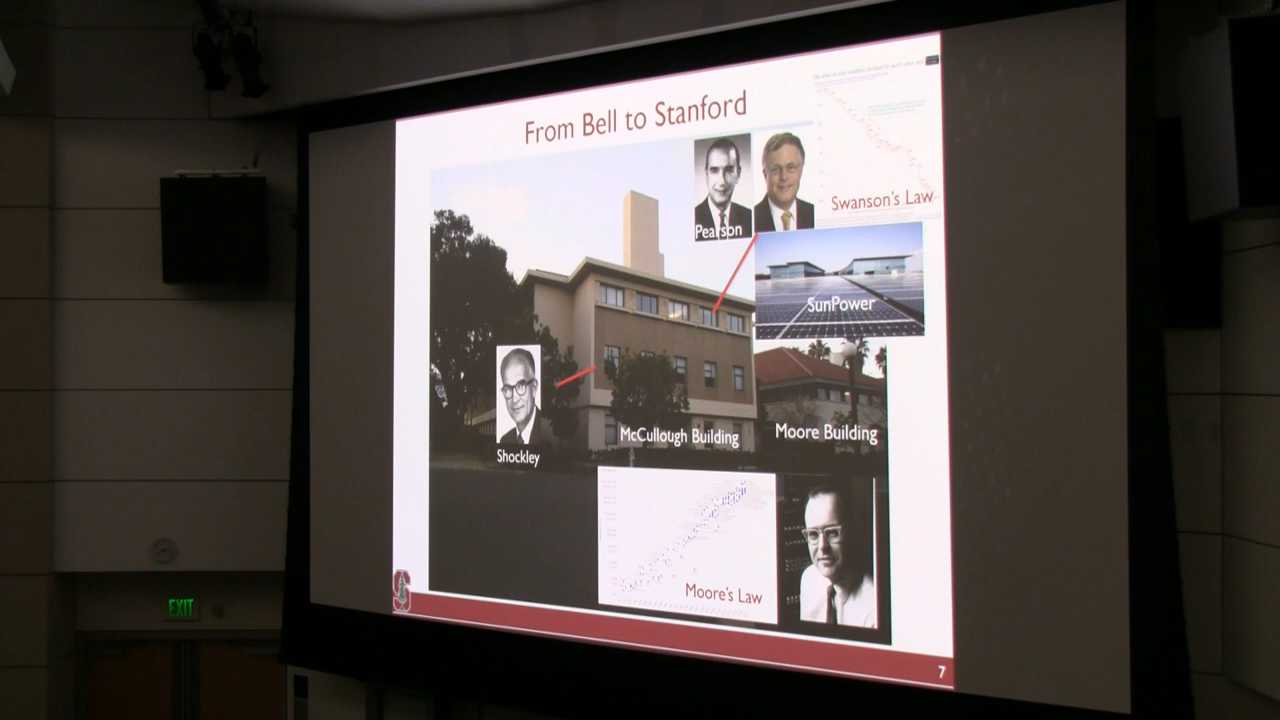 From Bell to Stanford
Pearson
Swanson's Law
SunPower
McCullough Building
Moore Building
Shockley
Moore's Law
EXIT
7